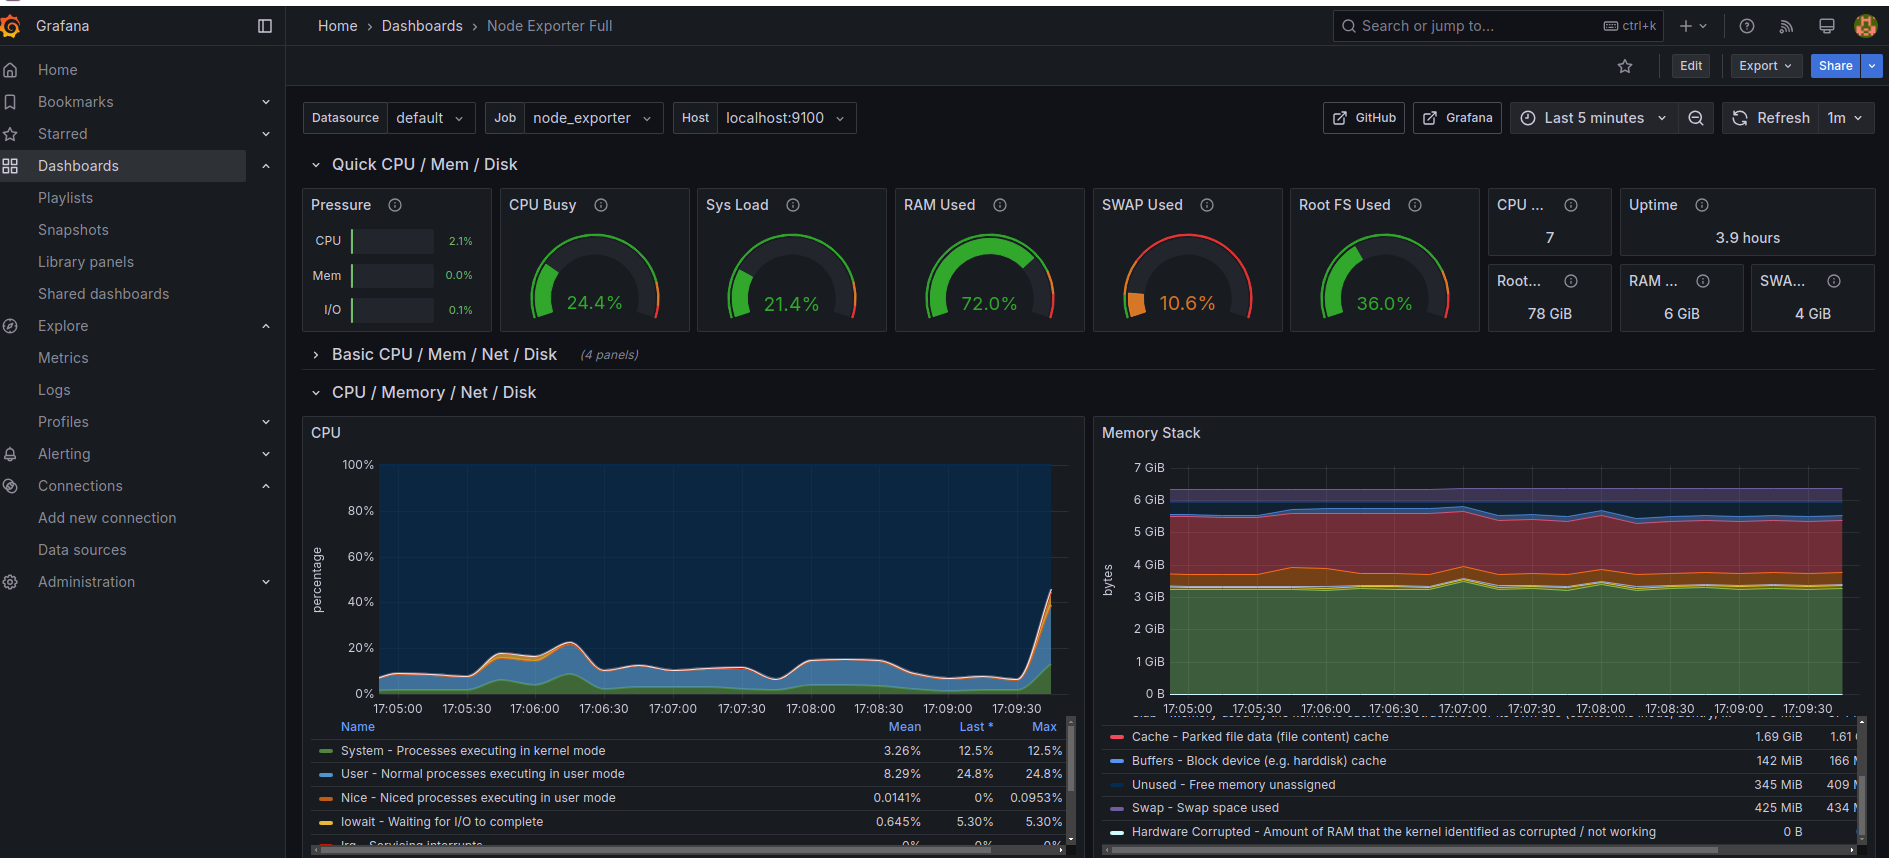 Grafana
Home › Dashboards › Node Exporter Full
Search or jump to...
ctrl+k
Home
Bookmarks
Starred
Dashboards
Playlists
Snapshots
Library panels
Shared dashboards
Explore
Metrics
Logs
Profiles
Alerting
Connections
Add new connection
Data sources
Administration
Edit
Export
Share
Datasource default
Job node_exporter
Host localhost:9100
GitHub
Grafana
Last 5 minutes
Refresh 1m
Quick CPU / Mem / Disk
Pressure
CPU 2.1%
Mem 0.0%
I/O 0.1%
CPU Busy
24.4%
Sys Load
21.4%
RAM Used
72.0%
SWAP Used
10.6%
Root FS Used
36.0%
CPU ...
7
Uptime
3.9 hours
Root...
78 GiB
RAM ...
6 GiB
SWA...
4 GiB
Basic CPU / Mem / Net / Disk (4 panels)
CPU / Memory / Net / Disk
CPU
percentage
100%
80%
60%
40%
20%
0%
17:05:00 17:05:30 17:06:00 17:06:30 17:07:00 17:07:30 17:08:00 17:08:30 17:09:00 17:09:30
Name Mean Last * Max
System - Processes executing in kernel mode 3.26% 12.5% 12.5%
User - Normal processes executing in user mode 8.29% 24.8% 24.8%
Nice - Niced processes executing in user mode 0.0141% 0% 0.0953%
Iowait - Waiting for I/O to complete 0.645% 5.30% 5.30%
Irq - Servicing interrupts 0% 0% 0%
Memory Stack
bytes
7 GiB
6 GiB
5 GiB
4 GiB
3 GiB
2 GiB
1 GiB
0 B
17:05:00 17:05:30 17:06:00 17:06:30 17:07:00 17:07:30 17:08:00 17:08:30 17:09:00 17:09:30
Cache - Parked file data (file content) cache 1.69 GiB 1.61
Buffers - Block device (e.g. harddisk) cache 142 MiB 166
Unused - Free memory unassigned 345 MiB 409
Swap - Swap space used 425 MiB 434
Hardware Corrupted - Amount of RAM that the kernel identified as corrupted / not working 0 B